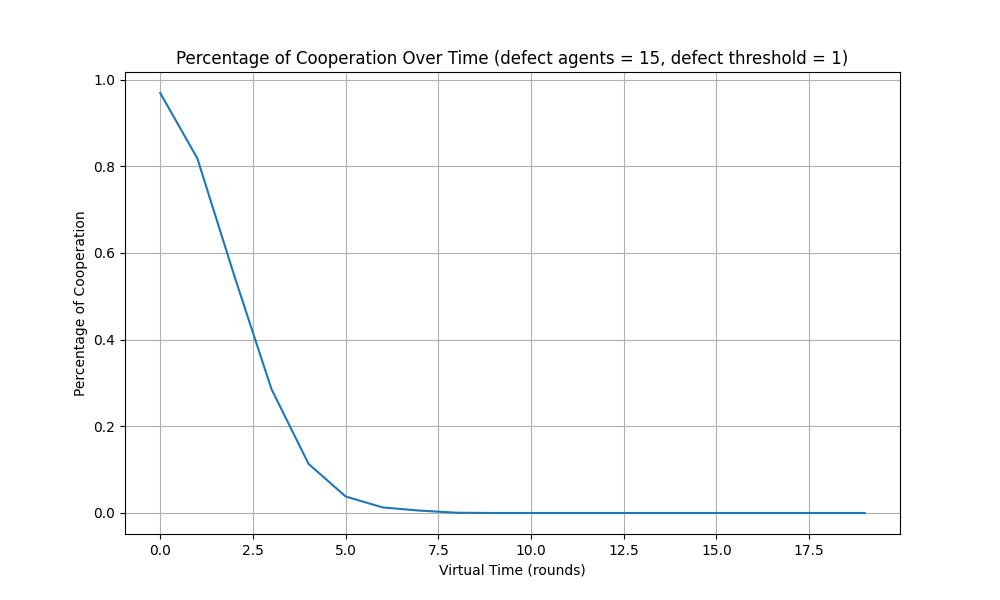 Percentage of Cooperation Over Time (defect agents = 15, defect threshold = 1)
1.0
0.8
0.6
0.4
0.2
0.0
Percentage of Cooperation
0.0 2.5 5.0 7.5 10.0 12.5 15.0 17.5
Virtual Time (rounds)